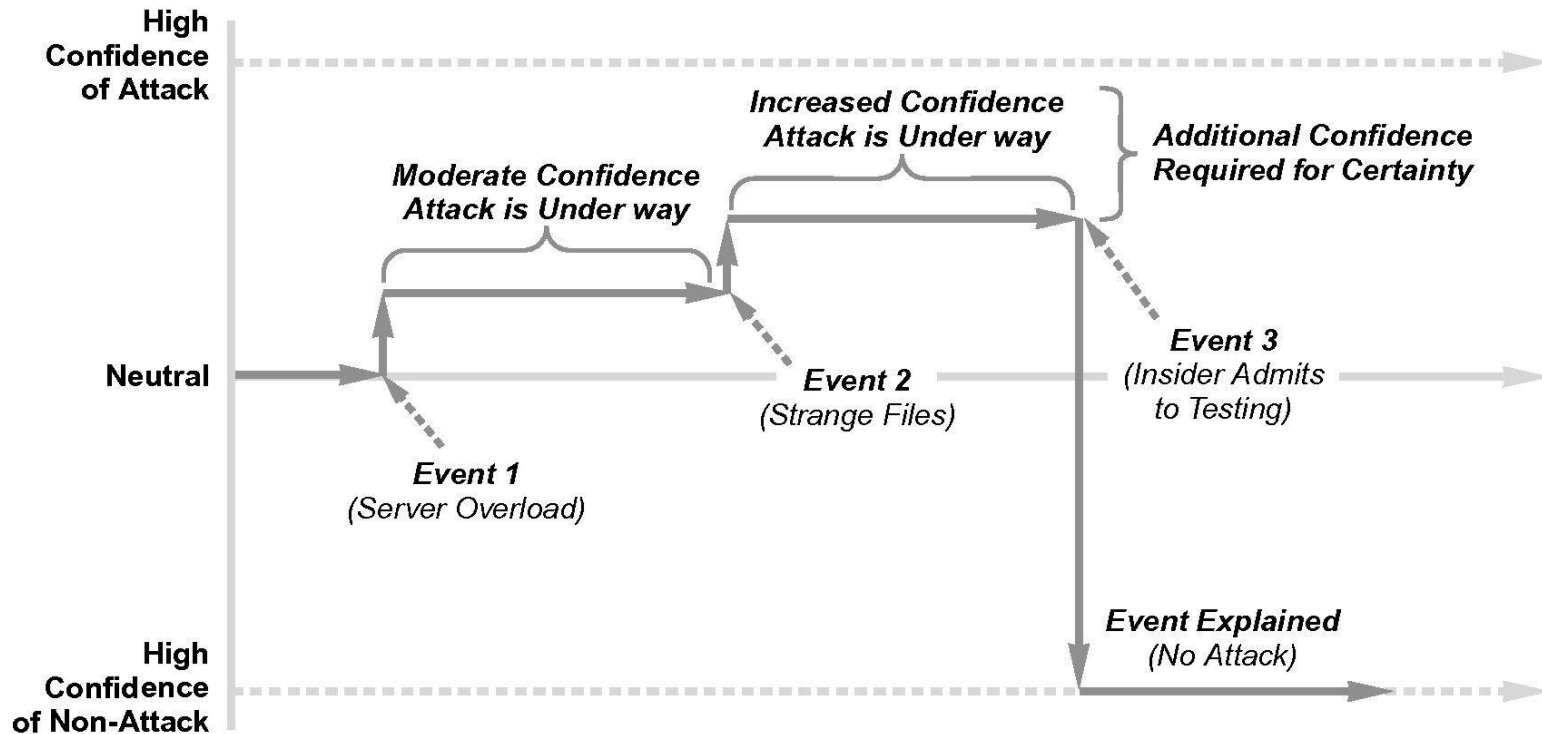 High
Confidence
of Attack
Increased Confidence
Attack is Under way
Additional Confidence
Required for Certainty
Moderate Confidence
Attack is Under way
Neutral
Event 1
(Server Overload)
Event 2
(Strange Files)
Event 3
(Insider Admits
to Testing)
Event Explained
(No Attack)
High
Confidence
of Non-Attack